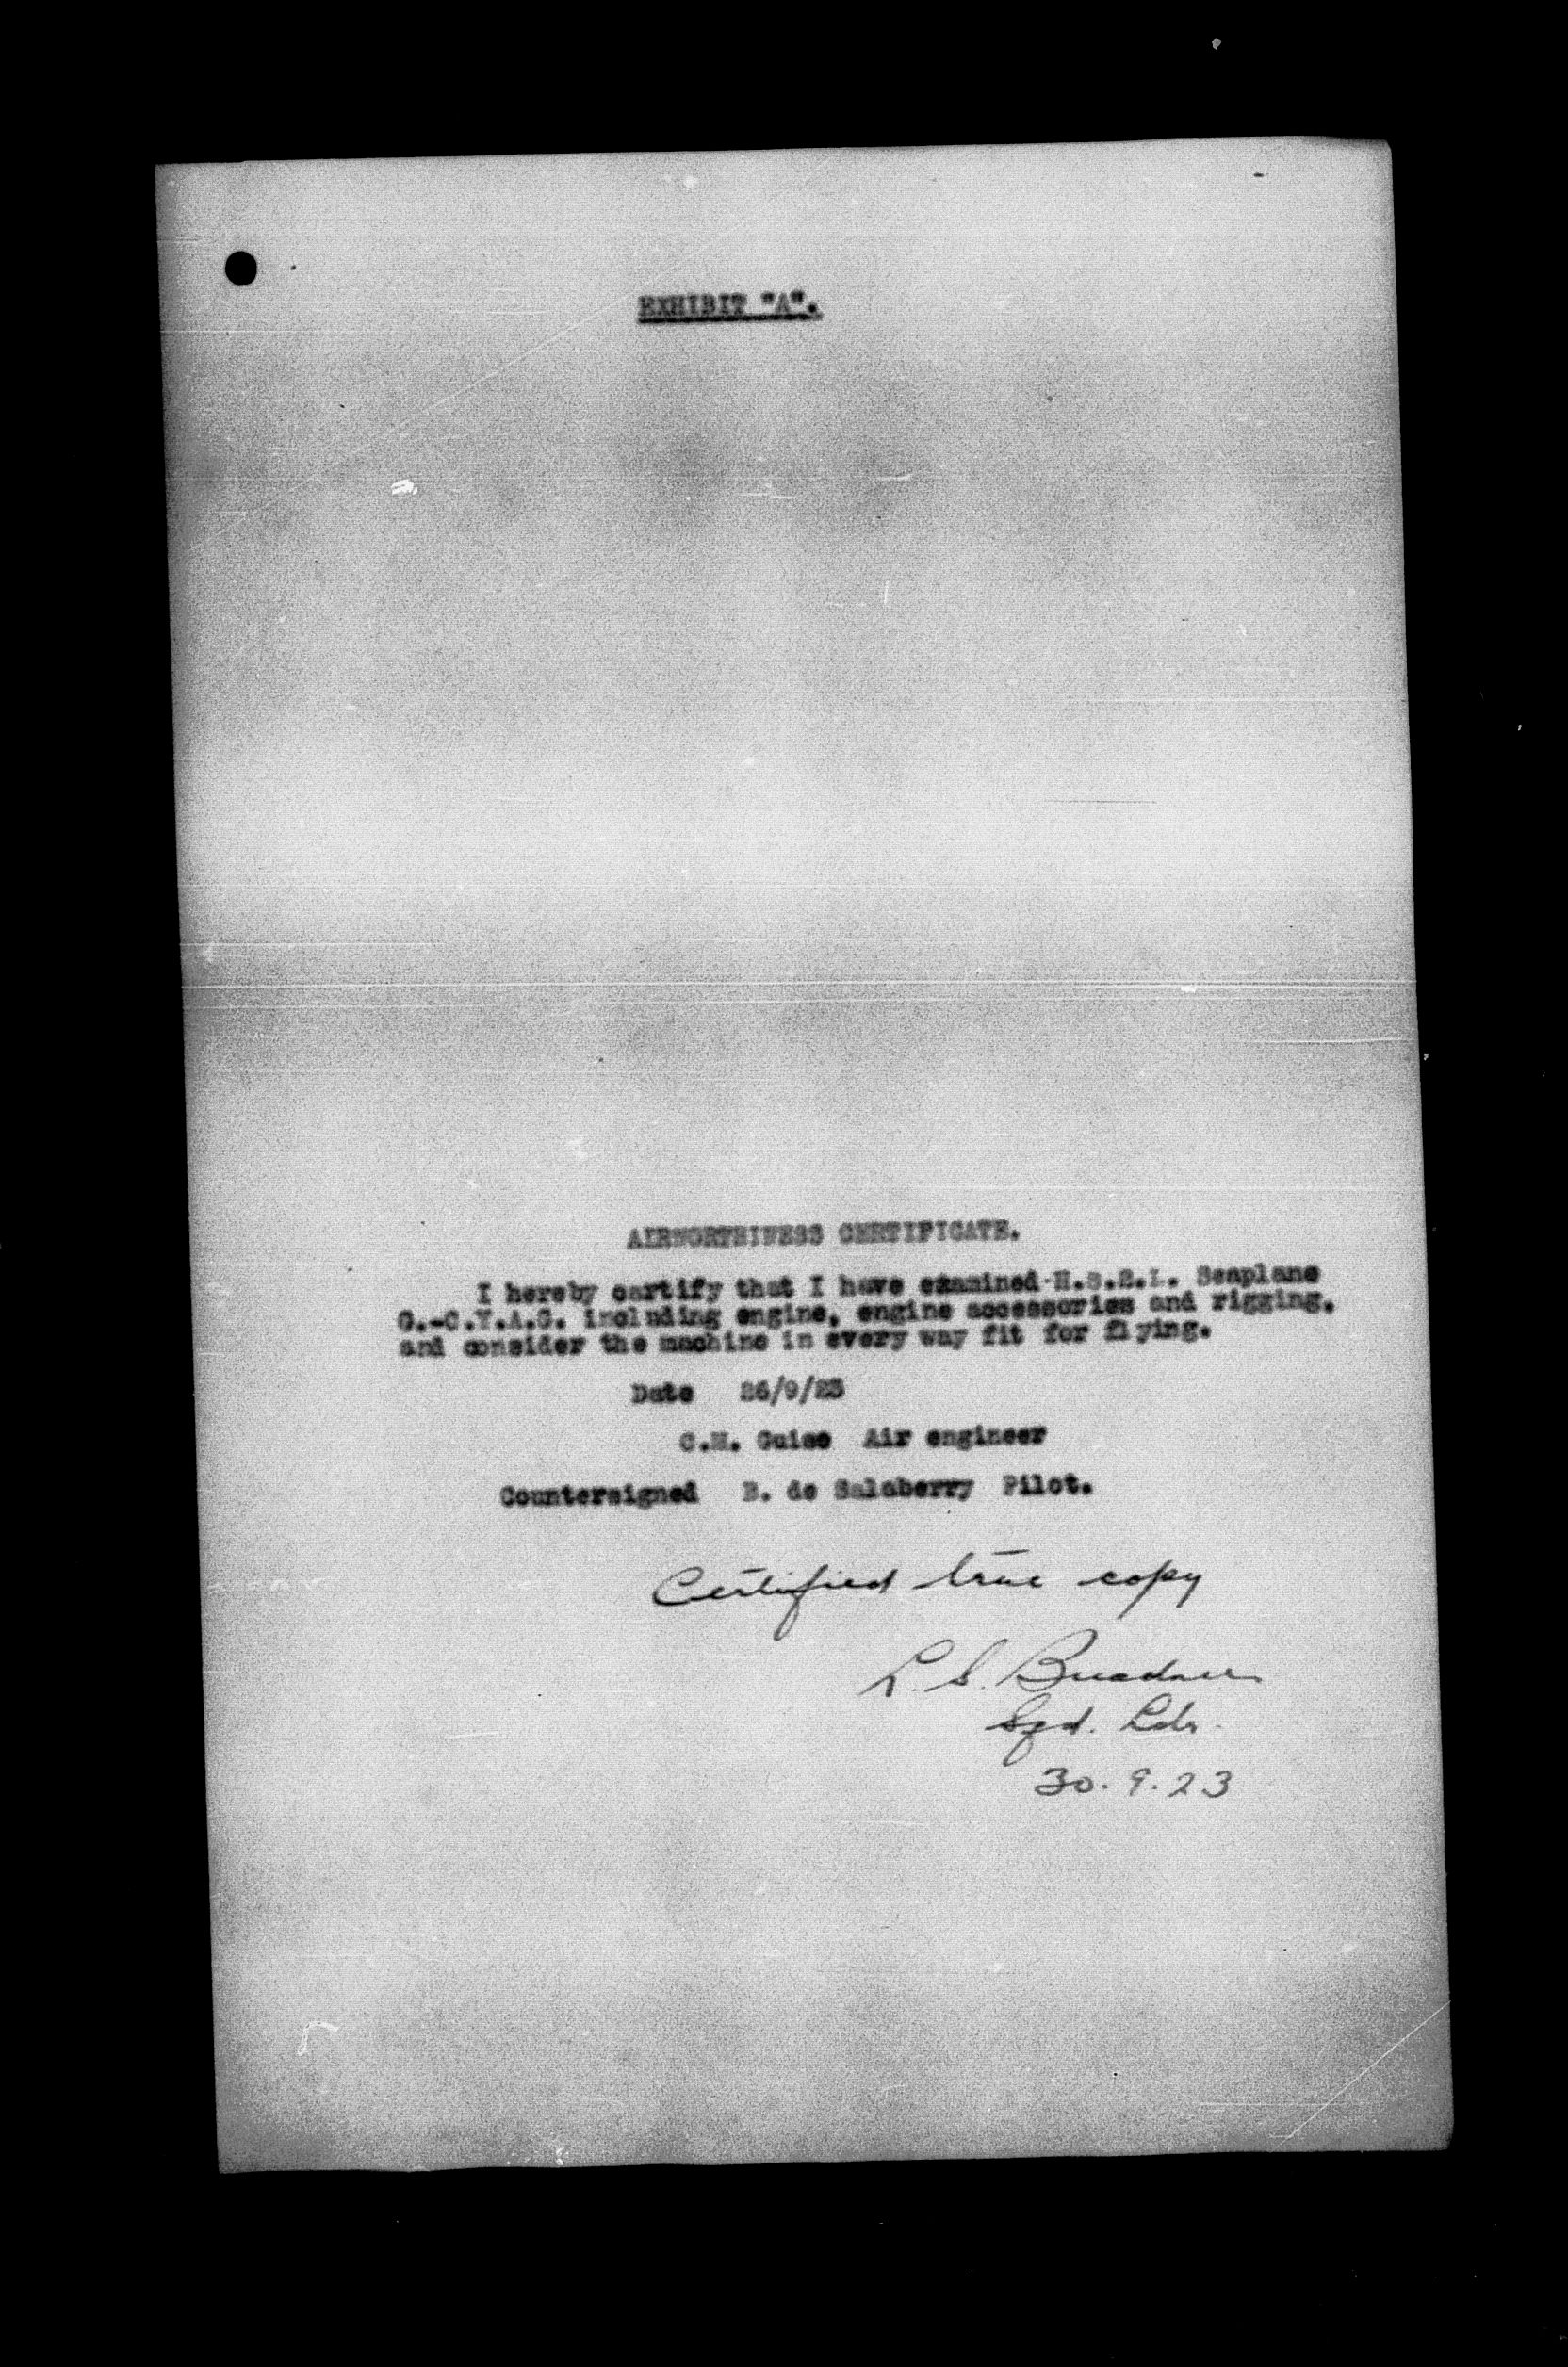 EXHIBIT "A".
AIRWORTHINESS CERTIFICATE.
I hereby certify that I have examined H.S.2.L. Seaplane
G.-C.Y.A.G. including engine, engine accessories and rigging,
and consider the machine in every way fit for flying.
Date 26/9/23
C.H. Guise Air engineer
Countersigned B. de Salaberry Pilot.
Certified true copy
L. S. Breadner
Sqd. Ldr.
30.9.23